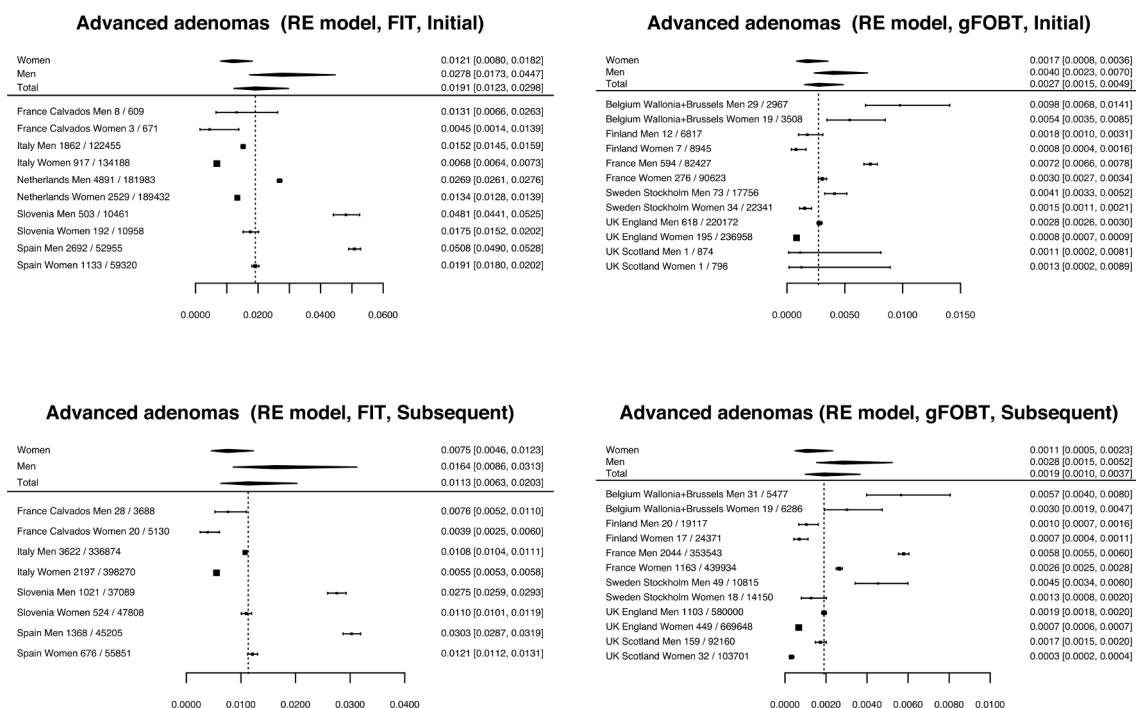 Advanced adenomas (RE model, FIT, Initial)
Women 0.0121 [0.0080, 0.0182]
Men 0.0278 [0.0173, 0.0447]
Total 0.0191 [0.0123, 0.0298]
France Calvados Men 8 / 609 0.0131 [0.0066, 0.0263]
France Calvados Women 3 / 671 0.0045 [0.0014, 0.0139]
Italy Men 1862 / 122455 0.0152 [0.0145, 0.0159]
Italy Women 917 / 134188 0.0068 [0.0064, 0.0073]
Netherlands Men 4891 / 181983 0.0269 [0.0261, 0.0276]
Netherlands Women 2529 / 189432 0.0134 [0.0128, 0.0139]
Slovenia Men 503 / 10461 0.0481 [0.0441, 0.0525]
Slovenia Women 192 / 10958 0.0175 [0.0152, 0.0202]
Spain Men 2692 / 52955 0.0508 [0.0490, 0.0528]
Spain Women 1133 / 59320 0.0191 [0.0180, 0.0202]
0.0000 0.0200 0.0400 0.0600
Advanced adenomas (RE model, gFOBT, Initial)
Women 0.0017 [0.0008, 0.0036]
Men 0.0040 [0.0023, 0.0070]
Total 0.0027 [0.0015, 0.0049]
Belgium Wallonia+Brussels Men 29 / 2967 0.0098 [0.0068, 0.0141]
Belgium Wallonia+Brussels Women 19 / 3508 0.0054 [0.0035, 0.0085]
Finland Men 12 / 6817 0.0018 [0.0010, 0.0031]
Finland Women 7 / 8945 0.0008 [0.0004, 0.0016]
France Men 594 / 82427 0.0072 [0.0066, 0.0078]
France Women 276 / 90623 0.0030 [0.0027, 0.0034]
Sweden Stockholm Men 73 / 17756 0.0041 [0.0033, 0.0052]
Sweden Stockholm Women 34 / 22341 0.0015 [0.0011, 0.0021]
UK England Men 618 / 220172 0.0028 [0.0026, 0.0030]
UK England Women 195 / 236958 0.0008 [0.0007, 0.0009]
UK Scotland Men 1 / 874 0.0011 [0.0002, 0.0081]
UK Scotland Women 1 / 796 0.0013 [0.0002, 0.0089]
0.0000 0.0050 0.0100 0.0150
Advanced adenomas (RE model, FIT, Subsequent)
Women 0.0075 [0.0046, 0.0123]
Men 0.0164 [0.0086, 0.0313]
Total 0.0113 [0.0063, 0.0203]
France Calvados Men 28 / 3688 0.0076 [0.0052, 0.0110]
France Calvados Women 20 / 5130 0.0039 [0.0025, 0.0060]
Italy Men 3622 / 336874 0.0108 [0.0104, 0.0111]
Italy Women 2197 / 398270 0.0055 [0.0053, 0.0058]
Slovenia Men 1021 / 37089 0.0275 [0.0259, 0.0293]
Slovenia Women 524 / 47808 0.0110 [0.0101, 0.0119]
Spain Men 1368 / 45205 0.0303 [0.0287, 0.0319]
Spain Women 676 / 55851 0.0121 [0.0112, 0.0131]
0.0000 0.0100 0.0200 0.0300 0.0400
Advanced adenomas (RE model, gFOBT, Subsequent)
Women 0.0011 [0.0005, 0.0023]
Men 0.0028 [0.0015, 0.0052]
Total 0.0019 [0.0010, 0.0037]
Belgium Wallonia+Brussels Men 31 / 5477 0.0057 [0.0040, 0.0080]
Belgium Wallonia+Brussels Women 19 / 6286 0.0030 [0.0019, 0.0047]
Finland Men 20 / 19117 0.0010 [0.0007, 0.0016]
Finland Women 17 / 24371 0.0007 [0.0004, 0.0011]
France Men 2044 / 353543 0.0058 [0.0055, 0.0060]
France Women 1163 / 439934 0.0026 [0.0025, 0.0028]
Sweden Stockholm Men 49 / 10815 0.0045 [0.0034, 0.0060]
Sweden Stockholm Women 18 / 14150 0.0013 [0.0008, 0.0020]
UK England Men 1103 / 580000 0.0019 [0.0018, 0.0020]
UK England Women 449 / 669648 0.0007 [0.0006, 0.0007]
UK Scotland Men 159 / 92160 0.0017 [0.0015, 0.0020]
UK Scotland Women 32 / 103701 0.0003 [0.0002, 0.0004]
0.0000 0.0020 0.0040 0.0060 0.0080 0.0100